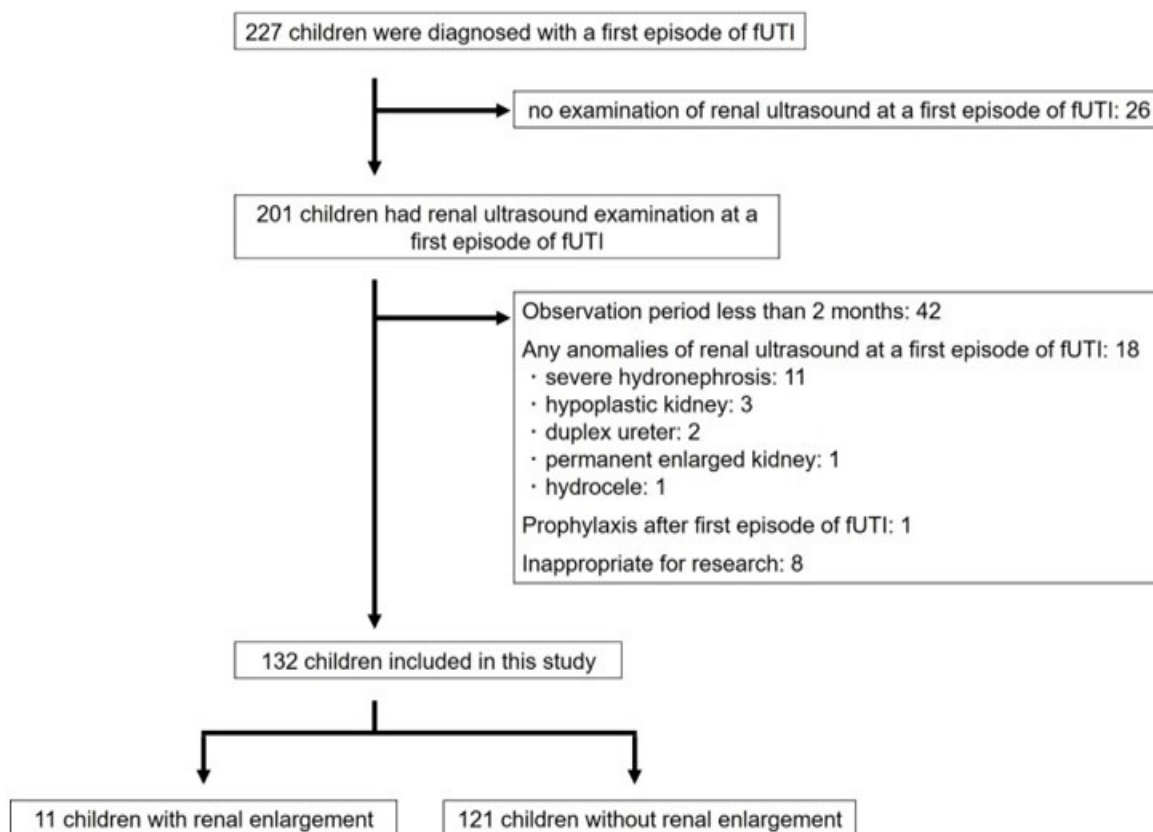 227 children were diagnosed with a first episode of fUTI
no examination of renal ultrasound at a first episode of fUTI: 26
201 children had renal ultrasound examination at a
first episode of fUTI
Observation period less than 2 months: 42
Any anomalies of renal ultrasound at a first episode of fUTI: 18
・severe hydronephrosis: 11
・hypoplastic kidney: 3
・duplex ureter: 2
・permanent enlarged kidney: 1
・hydrocele: 1
Prophylaxis after first episode of fUTI: 1
Inappropriate for research: 8
132 children included in this study
11 children with renal enlargement
121 children without renal enlargement